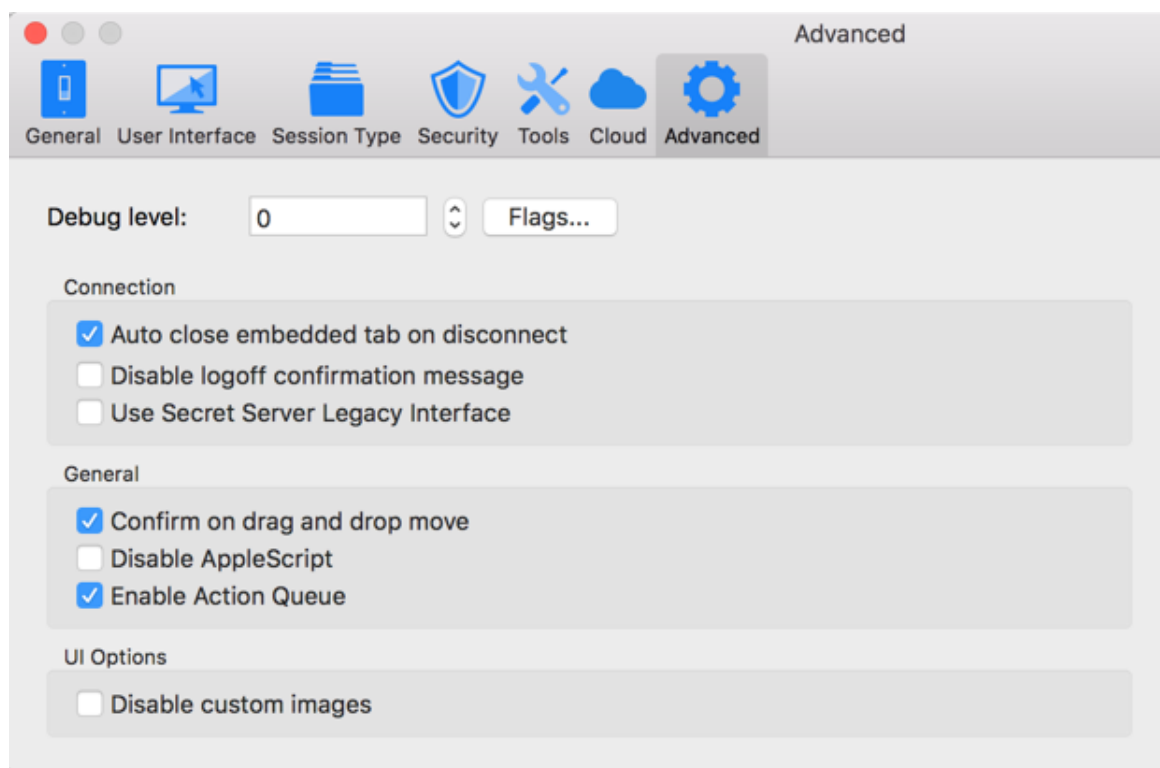 Advanced
General User Interface Session Type Security Tools Cloud Advanced
Debug level: 0 Flags...
Connection
Auto close embedded tab on disconnect
Disable logoff confirmation message
Use Secret Server Legacy Interface
General
Confirm on drag and drop move
Disable AppleScript
Enable Action Queue
UI Options
Disable custom images